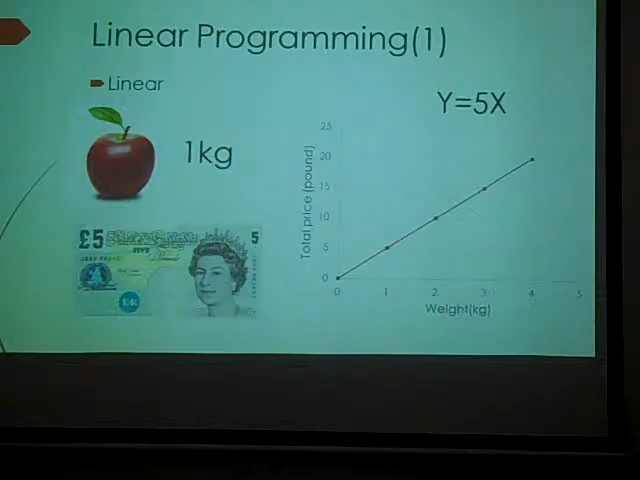 Linear Programming(1)
Linear
Y=5X
1kg
£5
5
FIVE
Total price (pound)
25
20
15
10
5
0
0 1 2 3 4 5
Weight(kg)